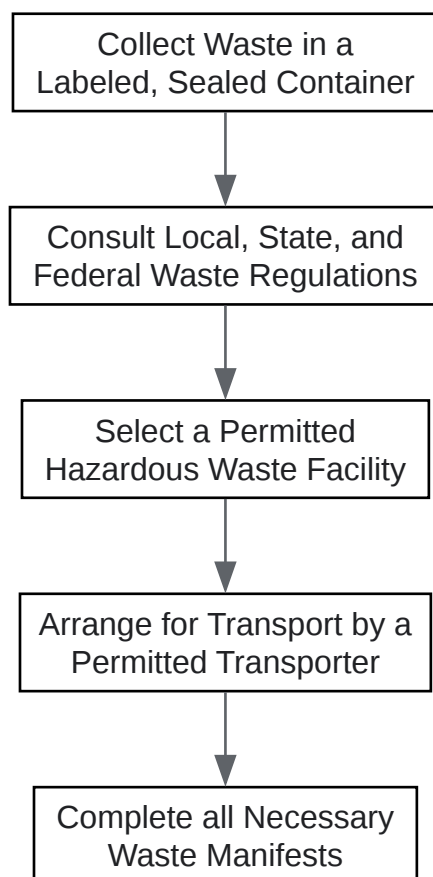 Collect Waste in a
Labeled, Sealed Container
Consult Local, State, and
Federal Waste Regulations
Select a Permitted
Hazardous Waste Facility
Arrange for Transport by a
Permitted Transporter
Complete all Necessary
Waste Manifests